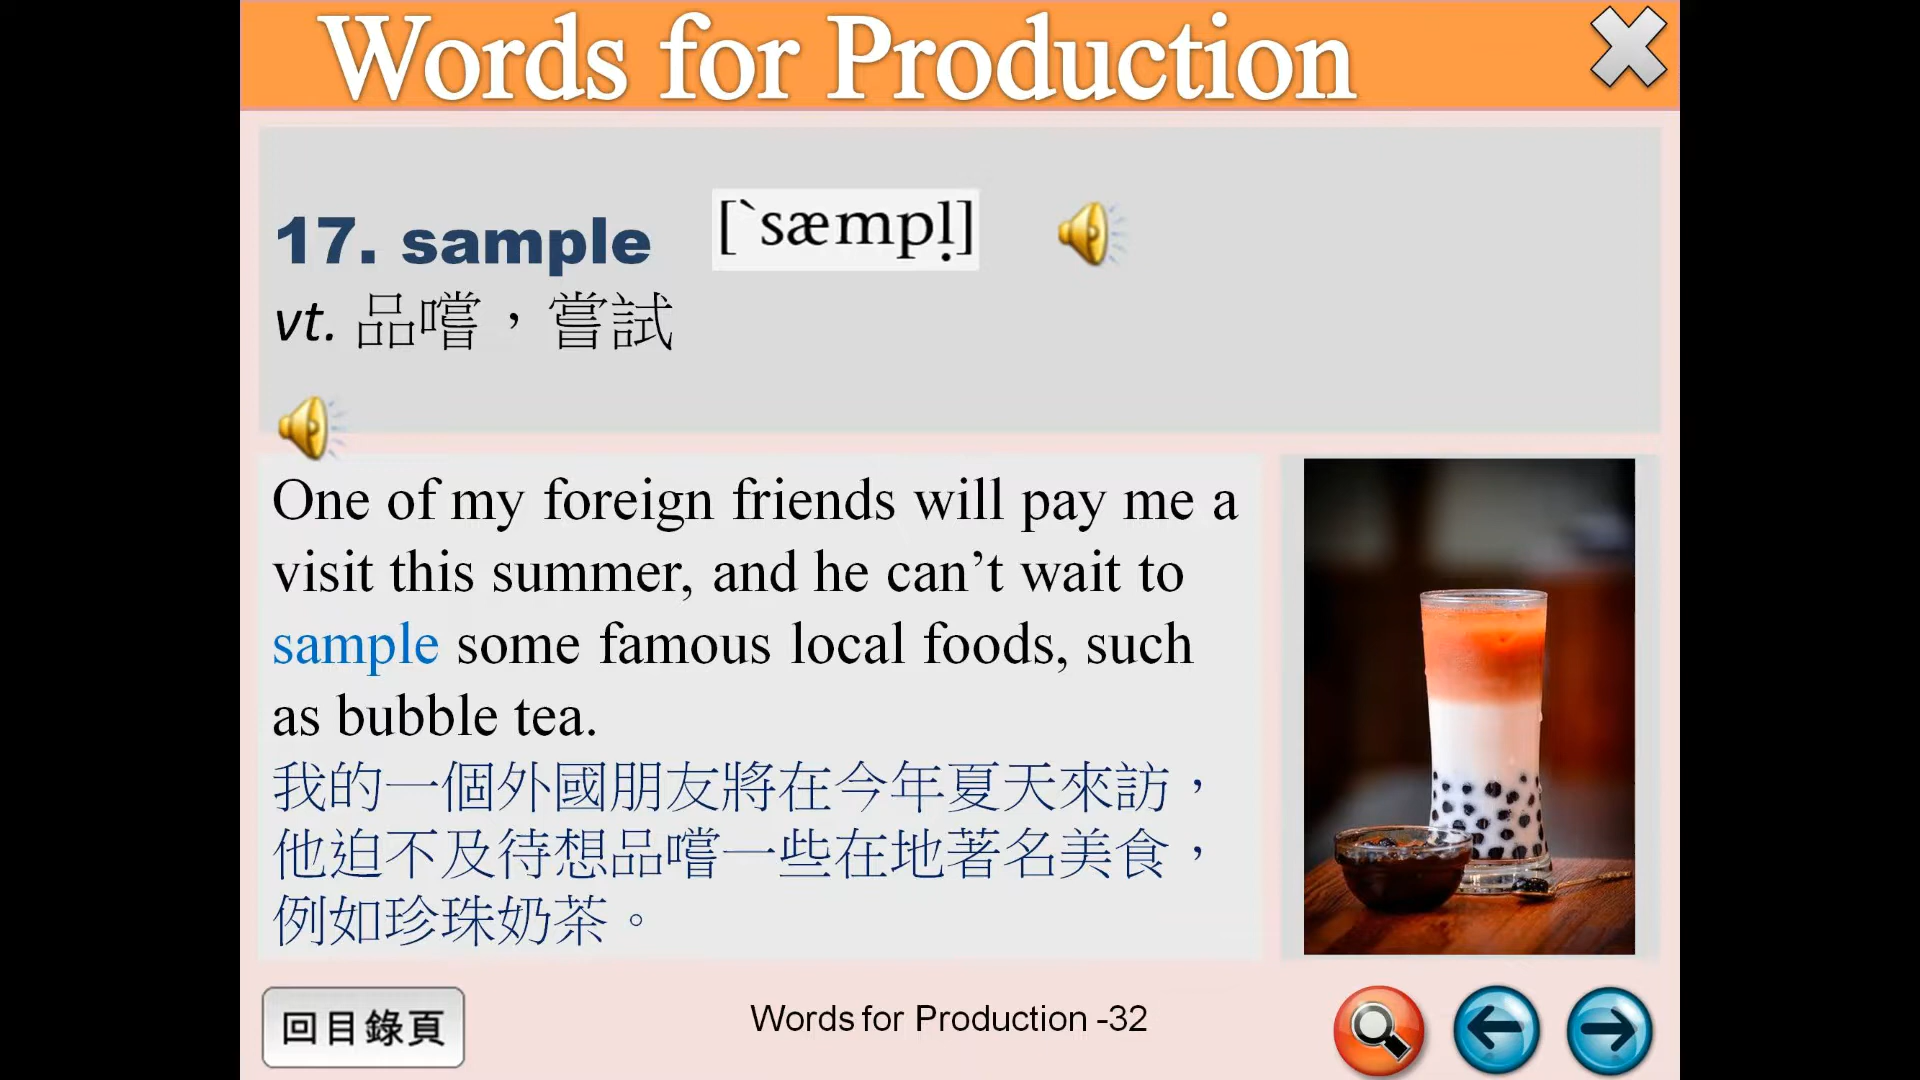 Words for Production
17. sample [ˋsæmpl̩]
vt. 品嚐，嘗試
One of my foreign friends will pay me a
visit this summer, and he can’t wait to
sample some famous local foods, such
as bubble tea.
我的一個外國朋友將在今年夏天來訪，
他迫不及待想品嚐一些在地著名美食，
例如珍珠奶茶。
回目錄頁
Words for Production -32